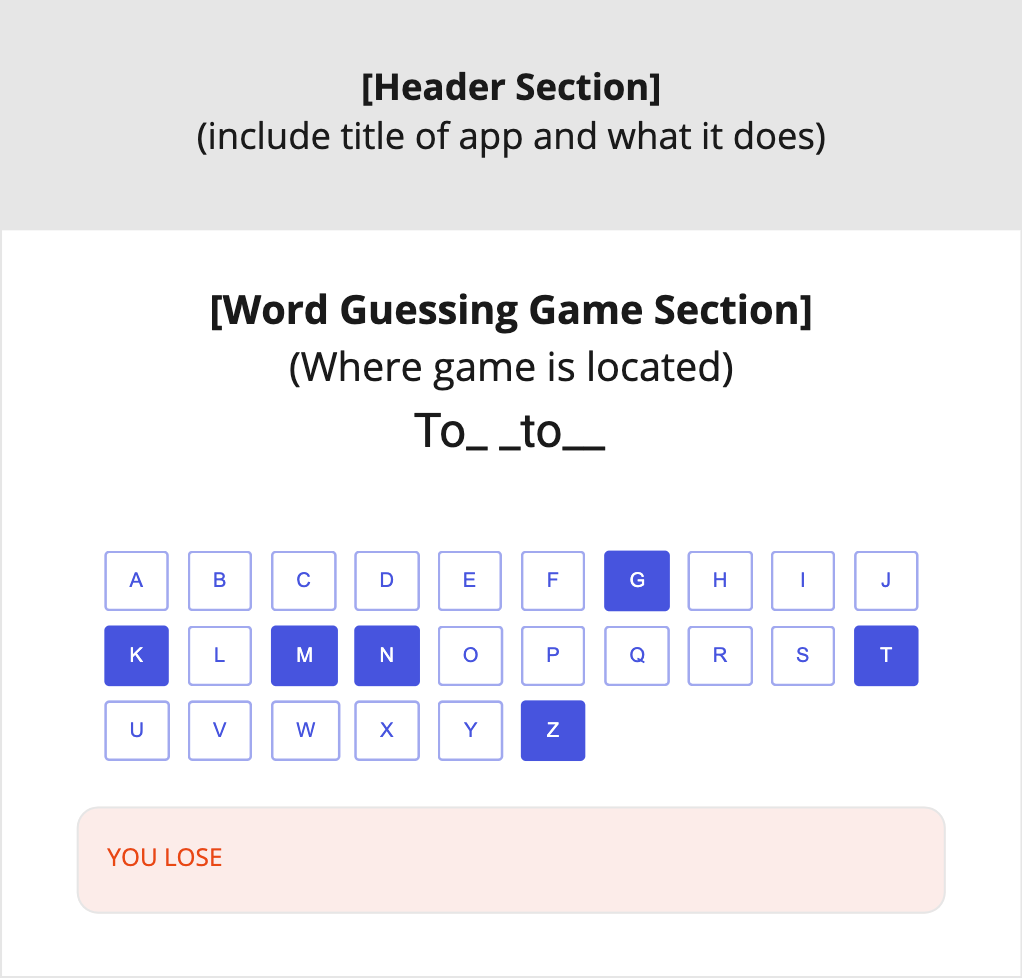 [Header Section]
(include title of app and what it does)
[Word Guessing Game Section]
(Where game is located)
To_ _to__
A B C D E F G H I J
K L M N O P Q R S T
U V W X Y Z
YOU LOSE